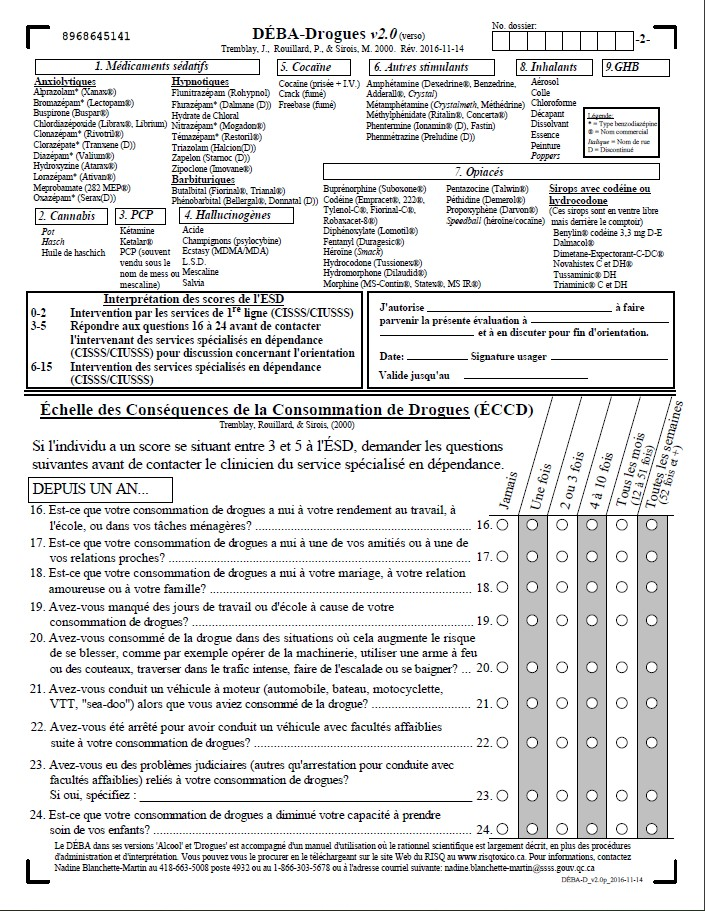 8968645141
DÉBA-Drogues v2.0 (verso)
Tremblay, J., Rouillard, P., & Sirois, M. 2000. Rév. 2016-11-14
No. dossier:
-2-
1. Médicaments sédatifs
Anxiolytiques
Alprazolam* (Xanax®)
Bromazépam* (Lectopam®)
Buspirone (Buspar®)
Chlordiazépoxide (Librax®, Librium)
Clonazépam* (Rivotril®)
Clorazépate* (Tranxene (D))
Diazépam* (Valium®)
Hydroxyzine (Atarax®)
Lorazépam* (Ativan®)
Meprobamate (282 MEP®)
Oxazépam* (Serax(D))
Hypnotiques
Flunitrazépam (Rohypnol)
Flurazépam* (Dalmane (D))
Hydrate de Chloral
Nitrazépam* (Mogadon®)
Témazépam* (Restoril®)
Triazolam (Halcion(D))
Zapelon (Starnoc (D))
Zipoclone (Imovane®)
Barbituriques
Butalbital (Fiorinal®, Trianal®)
Phénobarbital (Bellergal®, Donnatal (D))
5. Cocaïne
Cocaïne (prisée + I.V.)
Crack (fumé)
Freebase (fumé)
6. Autres stimulants
Amphétamine (Dexedrine®, Benzedrine,
Adderall®, Crystal)
Métamphétamine (Crystalmeth, Méthédrine)
Méthylphénidate (Ritalin®, Concerta®)
Phentermine (Ionamin® (D), Fastin)
Phenmétrazine (Preludine (D))
8. Inhalants
Aérosol
Colle
Chloroforme
Décapant
Dissolvant
Essence
Peinture
Poppers
9.GHB
Légende:
* = Type benzodiazépine
® = Nom commercial
Italique = Nom de rue
D = Discontinué
2. Cannabis
Pot
Hasch
Huile de haschich
3. PCP
Kétamine
Ketalar®
PCP (souvent
vendu sous le
nom de mess ou
mescaline)
4. Hallucinogènes
Acide
Champignons (psylocybine)
Ecstasy (MDMA/MDA)
L.S.D.
Mescaline
Salvia
7. Opiacés
Buprénorphine (Suboxone®)
Codéine (Empracet®, 222®,
Tylenol-C®, Fiorinal-C®,
Robaxacet-8®)
Diphénoxylate (Lomotil®)
Fentanyl (Duragesic®)
Héroïne (Smack)
Hydrocodone (Tussionex®)
Hydromorphone (Dilaudid®)
Morphine (MS-Contin®, Statex®, MS IR®)
Pentazocine (Talwin®)
Péthidine (Demerol®)
Propoxyphène (Darvon®)
Speedball (héroïne/cocaïne)
Sirops avec codéine ou
hydrocodone
(Ces sirops sont en vente libre
mais derrière le comptoir)
Benylin® codéine 3,3 mg D-E
Dalmacol®
Dimetane-Expectorant-C-DC®
Novahistex C et DH®
Tussaminic® DH
Triaminic® C et DH
Interprétation des scores de l'ESD
0-2 Intervention par les services de 1re ligne (CISSS/CIUSSS)
3-5 Répondre aux questions 16 à 24 avant de contacter
l'intervenant des services spécialisés en dépendance
(CISSS/CIUSSS) pour discussion concernant l'orientation
6-15 Intervention des services spécialisés en dépendance
(CISSS/CIUSSS)
J'autorise ____ à faire
parvenir la présente évaluation à ____
____ et à en discuter pour fin d'orientation.
Date: ____ Signature usager ____
Valide jusqu'au ____
Échelle des Conséquences de la Consommation de Drogues (ÉCCD)
Tremblay, Rouillard, & Sirois, (2000)
Si l'individu a un score se situant entre 3 et 5 à l'ÉSD, demander les questions
suivantes avant de contacter le clinicien du service spécialisé en dépendance.
DEPUIS UN AN...
Jamais
Une fois
2 ou 3 fois
4 à 10 fois
Tous les mois
(12 à 51 fois)
Toutes les semaines
(52 fois et +)
16. Est-ce que votre consommation de drogues a nui à votre rendement au travail, à
l'école, ou dans vos tâches ménagères? ..... 16.
17. Est-ce que votre consommation de drogues a nui à une de vos amitiés ou à une de
vos relations proches? ..... 17.
18. Est-ce que votre consommation de drogues a nui à votre mariage, à votre relation
amoureuse ou à votre famille? ..... 18.
19. Avez-vous manqué des jours de travail ou d'école à cause de votre
consommation de drogues? ..... 19.
20. Avez-vous consommé de la drogue dans des situations où cela augmente le risque
de se blesser, comme par exemple opérer de la machinerie, utiliser une arme à feu
ou des couteaux, traverser dans le trafic intense, faire de l'escalade ou se baigner? ... 20.
21. Avez-vous conduit un véhicule à moteur (automobile, bateau, motocyclette,
VTT, "sea-doo") alors que vous aviez consommé de la drogue? ..... 21.
22. Avez-vous été arrêté pour avoir conduit un véhicule avec facultés affaiblies
suite à votre consommation de drogues? ..... 22.
23. Avez-vous eu des problèmes judiciaires (autres qu'arrestation pour conduite avec
facultés affaiblies) reliés à votre consommation de drogues?
Si oui, spécifiez : ____ 23.
24. Est-ce que votre consommation de drogues a diminué votre capacité à prendre
soin de vos enfants? ..... 24.
Le DÉBA dans ses versions 'Alcool' et 'Drogues' est accompagné d'un manuel d'utilisation où le rationnel scientifique est largement décrit, en plus des procédures
d'administration et d'interprétation. Vous pouvez vous le procurer en le téléchargeant sur le site Web du RISQ au www.risqtoxico.ca. Pour informations, contactez
Nadine Blanchette-Martin au 418-663-5008 poste 4932 ou au 1-866-303-5678 ou à l'adresse courriel suivante: nadine.blanchette-martin@ssss.gouv.qc.ca
DÉBA-D_v2.0p_2016-11-14